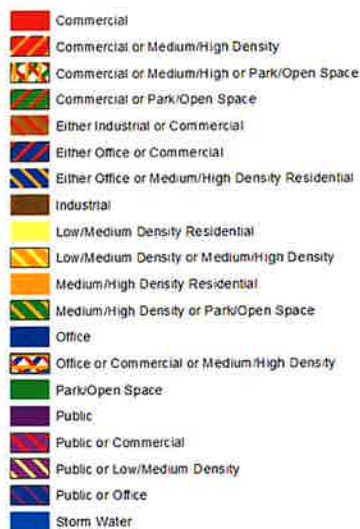 Commercial
Commercial or Medium/High Density
Commercial or Medium/High or Park/Open Space
Commercial or Park/Open Space
Either Industrial or Commercial
Either Office or Commercial
Either Office or Medium/High Density Residential
Industrial
Low/Medium Density Residential
Low/Medium Density or Medium/High Density
Medium/High Density Residential
Medium/High Density or Park/Open Space
Office
Office or Commercial or Medium/High Density
Park/Open Space
Public
Public or Commercial
Public or Low/Medium Density
Public or Office
Storm Water